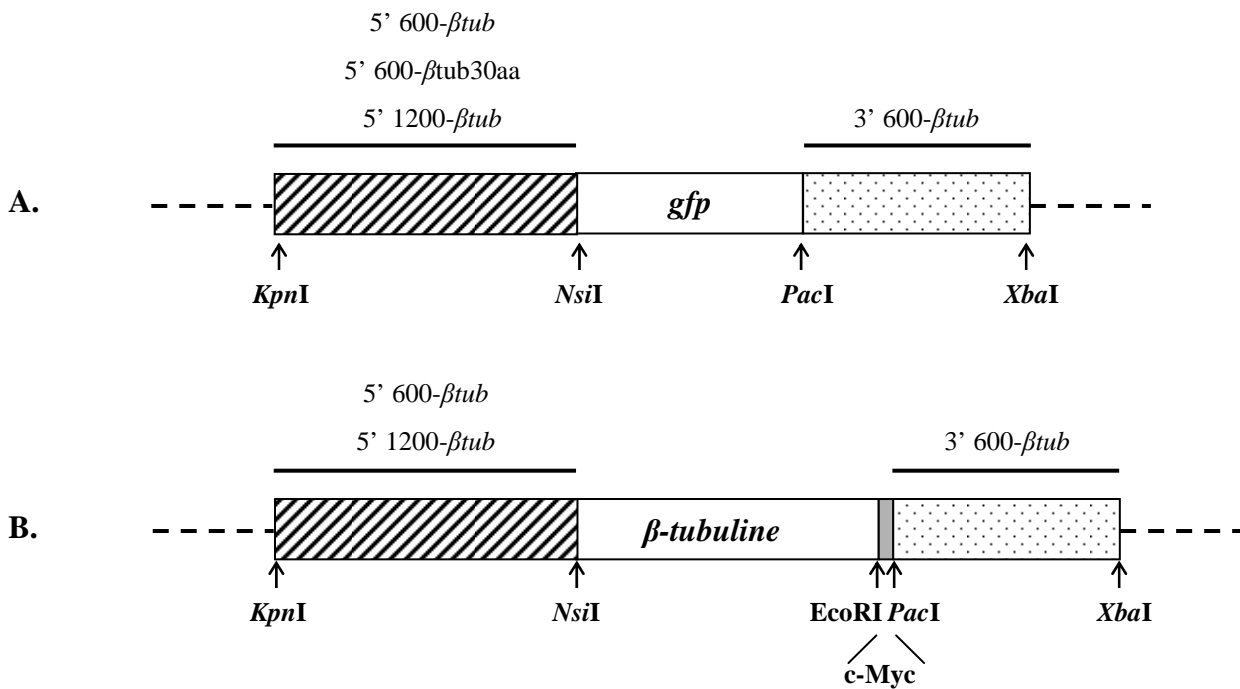 5’ 600-βtub
5’ 600-βtub30aa
5’ 1200-βtub
3’ 600-βtub
A.
gfp
KpnI
NsiI
PacI
XbaI
5’ 600-βtub
5’ 1200-βtub
3’ 600-βtub
B.
β-tubuline
KpnI
NsiI
EcoRI PacI
XbaI
c-Myc